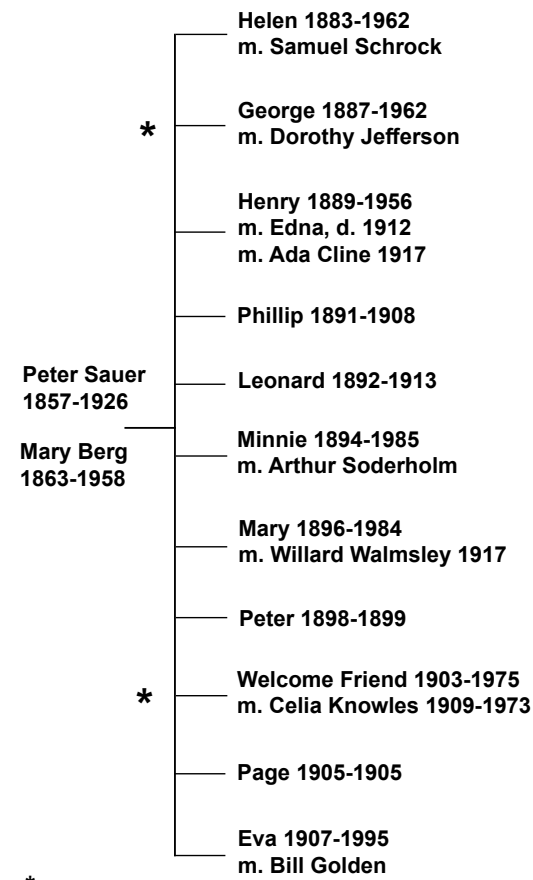 Helen 1883-1962
m. Samuel Schrock
*
George 1887-1962
m. Dorothy Jefferson
Henry 1889-1956
m. Edna, d. 1912
m. Ada Cline 1917
Phillip 1891-1908
Peter Sauer
1857-1926
Mary Berg
1863-1958
Leonard 1892-1913
Minnie 1894-1985
m. Arthur Soderholm
Mary 1896-1984
m. Willard Walmsley 1917
Peter 1898-1899
*
Welcome Friend 1903-1975
m. Celia Knowles 1909-1973
Page 1905-1905
Eva 1907-1995
m. Bill Golden
*